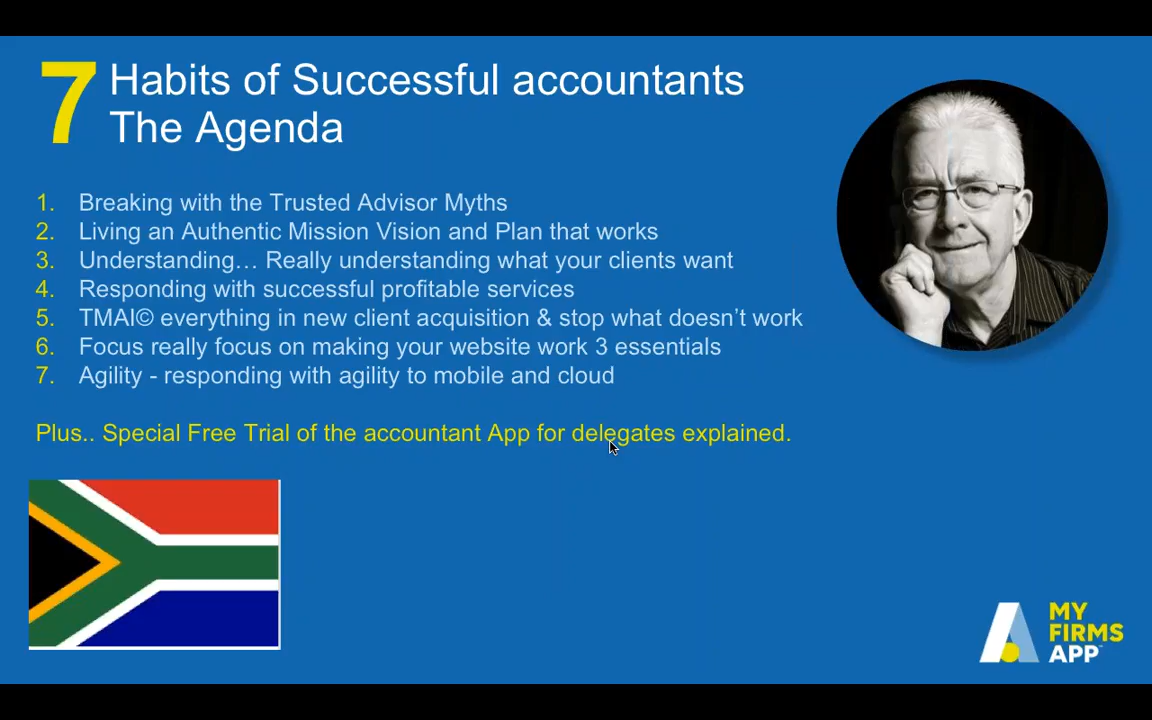 7 Habits of Successful accountants
The Agenda
1. Breaking with the Trusted Advisor Myths
2. Living an Authentic Mission Vision and Plan that works
3. Understanding… Really understanding what your clients want
4. Responding with successful profitable services
5. TMAI© everything in new client acquisition & stop what doesn’t work
6. Focus really focus on making your website work 3 essentials
7. Agility - responding with agility to mobile and cloud
Plus.. Special Free Trial of the accountant App for delegates explained.
MY
FIRMS
APP